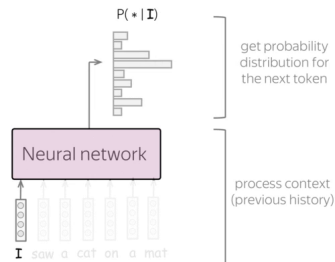 P(*|I)
get probability
distribution for
the next token
Neural network
process context
(previous history)
I saw a cat on a mat